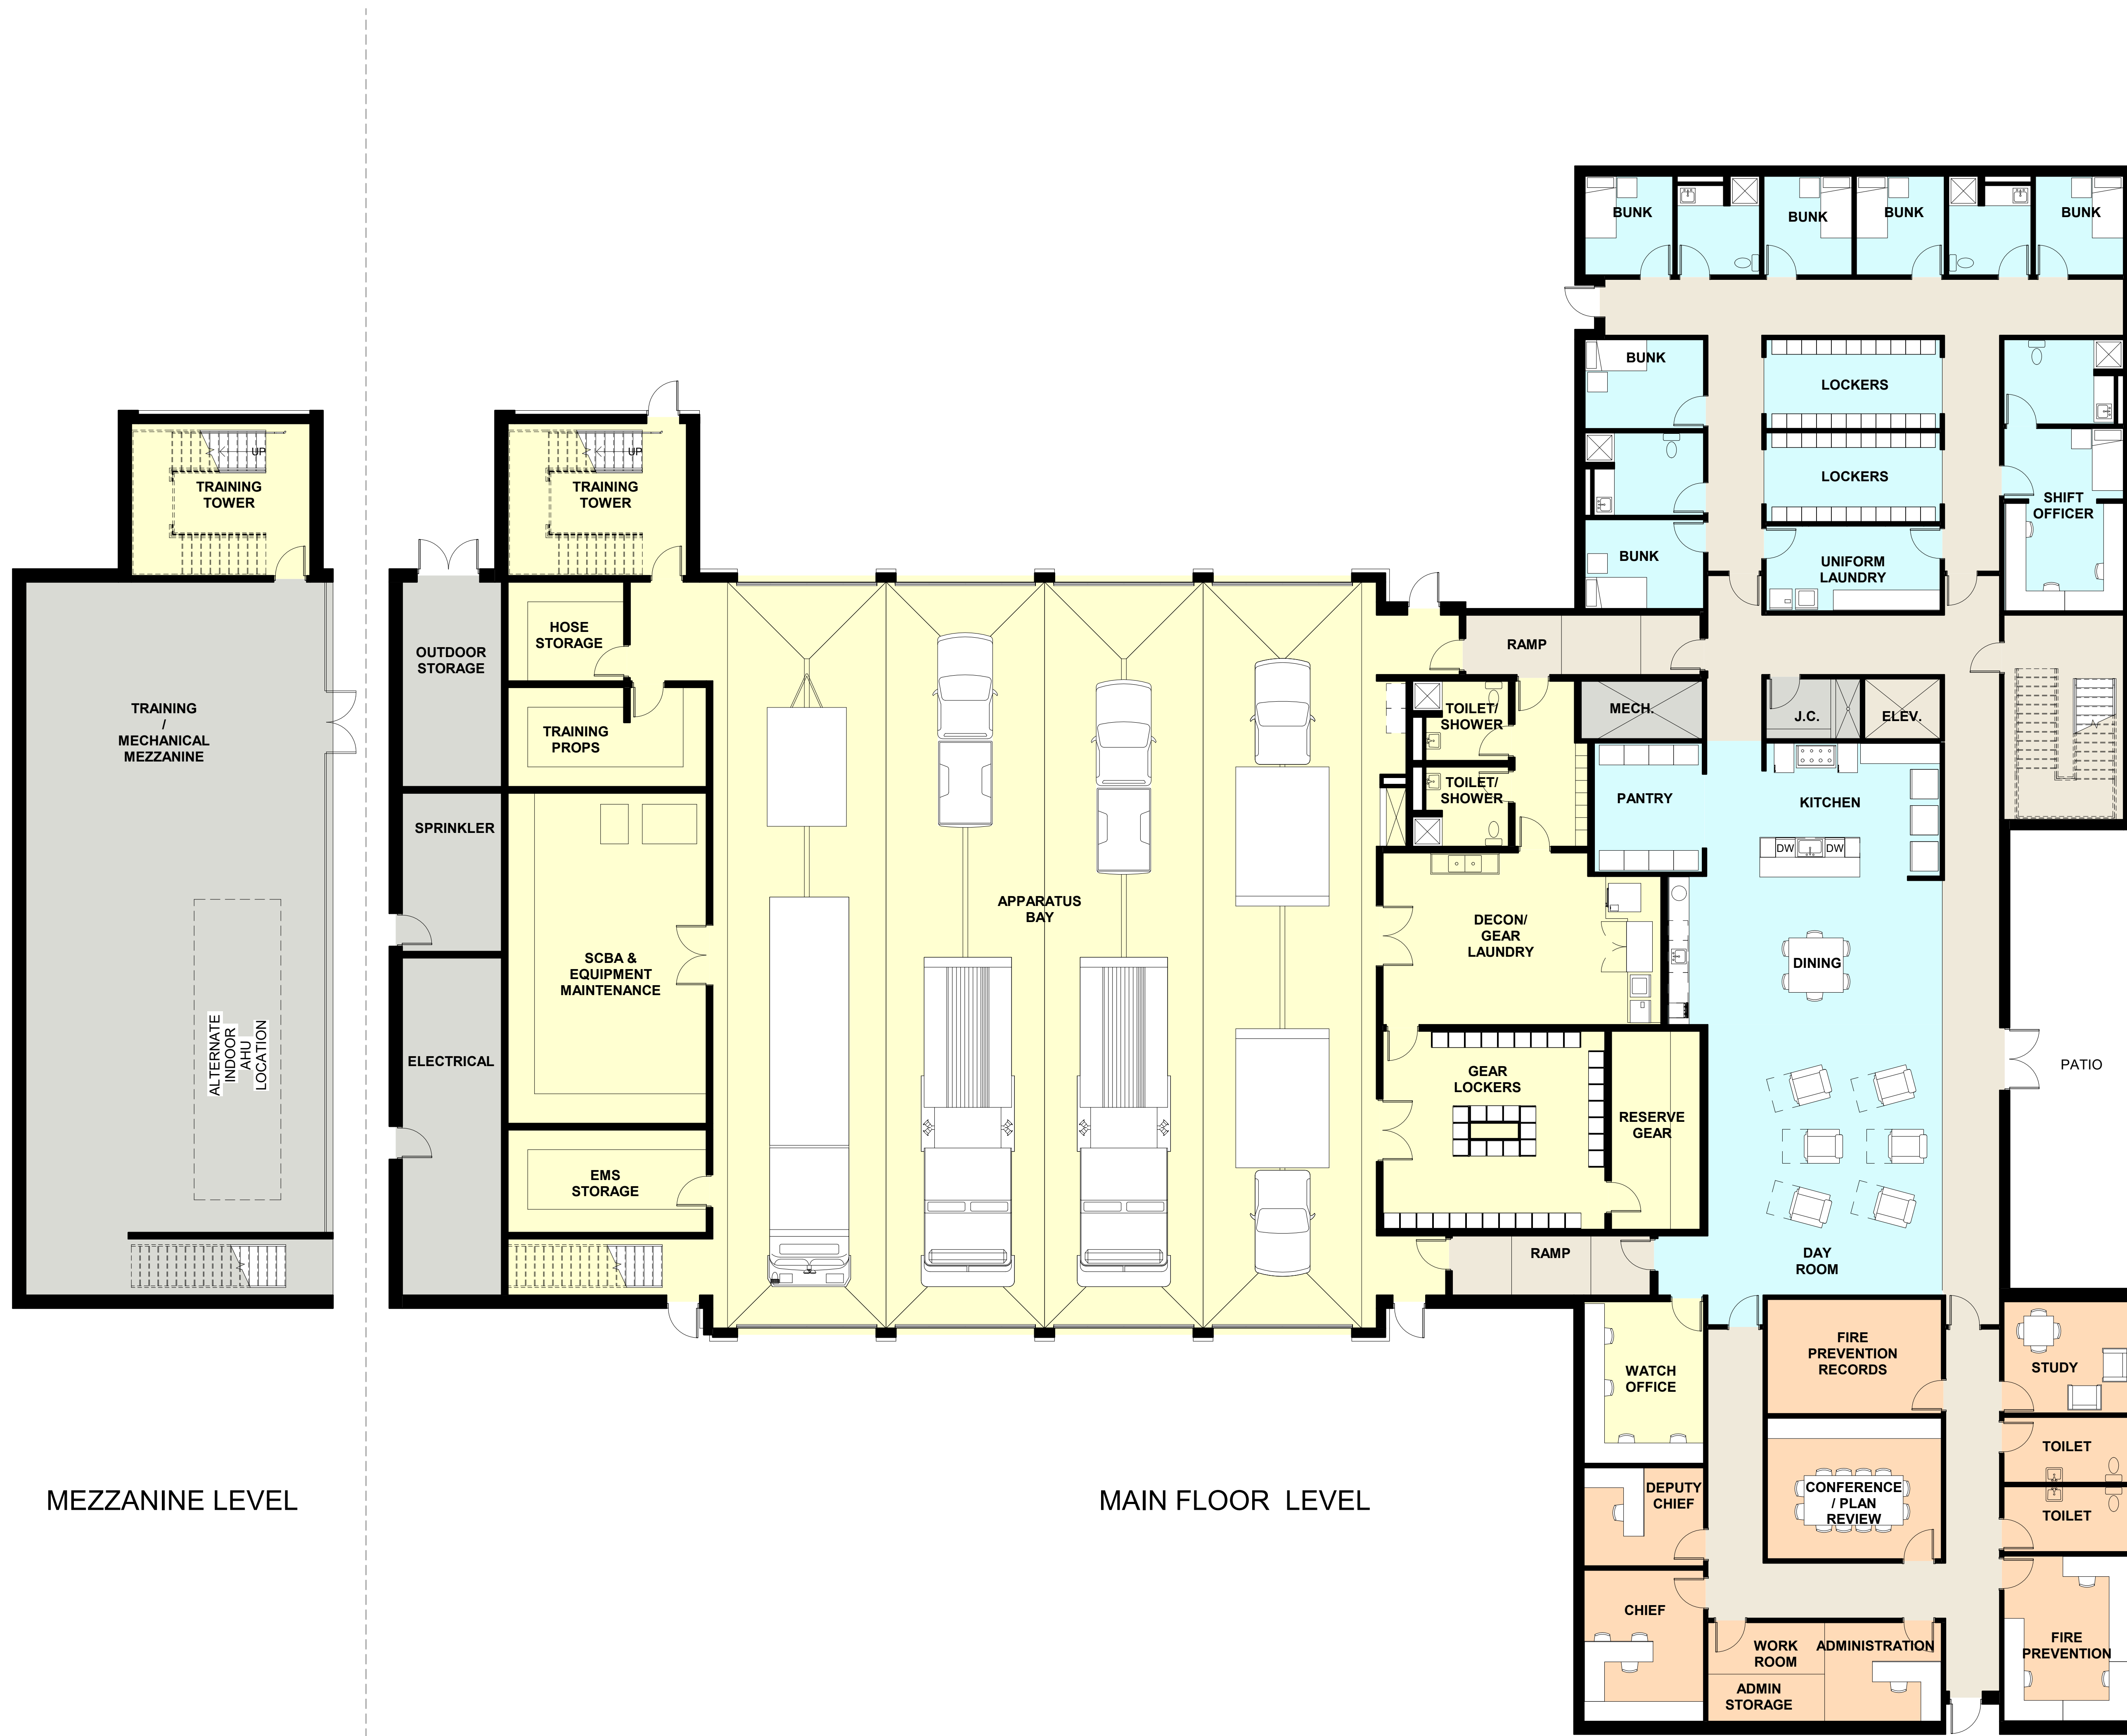 BUNK
BUNK
BUNK
BUNK
BUNK
LOCKERS
LOCKERS
SHIFT
OFFICER
BUNK
UNIFORM
LAUNDRY
UP
TRAINING
TOWER
UP
TRAINING
TOWER
TRAINING
/
MECHANICAL
MEZZANINE
ALTERNATE
INDOOR
AHU
LOCATION
OUTDOOR
STORAGE
HOSE
STORAGE
TRAINING
PROPS
SPRINKLER
SCBA &
EQUIPMENT
MAINTENANCE
ELECTRICAL
EMS
STORAGE
APPARATUS
BAY
RAMP
MECH.
J.C.
ELEV.
TOILET/
SHOWER
TOILET/
SHOWER
PANTRY
KITCHEN
DW
DW
DECON/
GEAR
LAUNDRY
DINING
GEAR
LOCKERS
RESERVE
GEAR
PATIO
RAMP
DAY
ROOM
WATCH
OFFICE
FIRE
PREVENTION
RECORDS
STUDY
TOILET
TOILET
DEPUTY
CHIEF
CONFERENCE
/ PLAN
REVIEW
CHIEF
WORK
ROOM
ADMINISTRATION
ADMIN
STORAGE
FIRE
PREVENTION
MEZZANINE LEVEL
MAIN FLOOR LEVEL